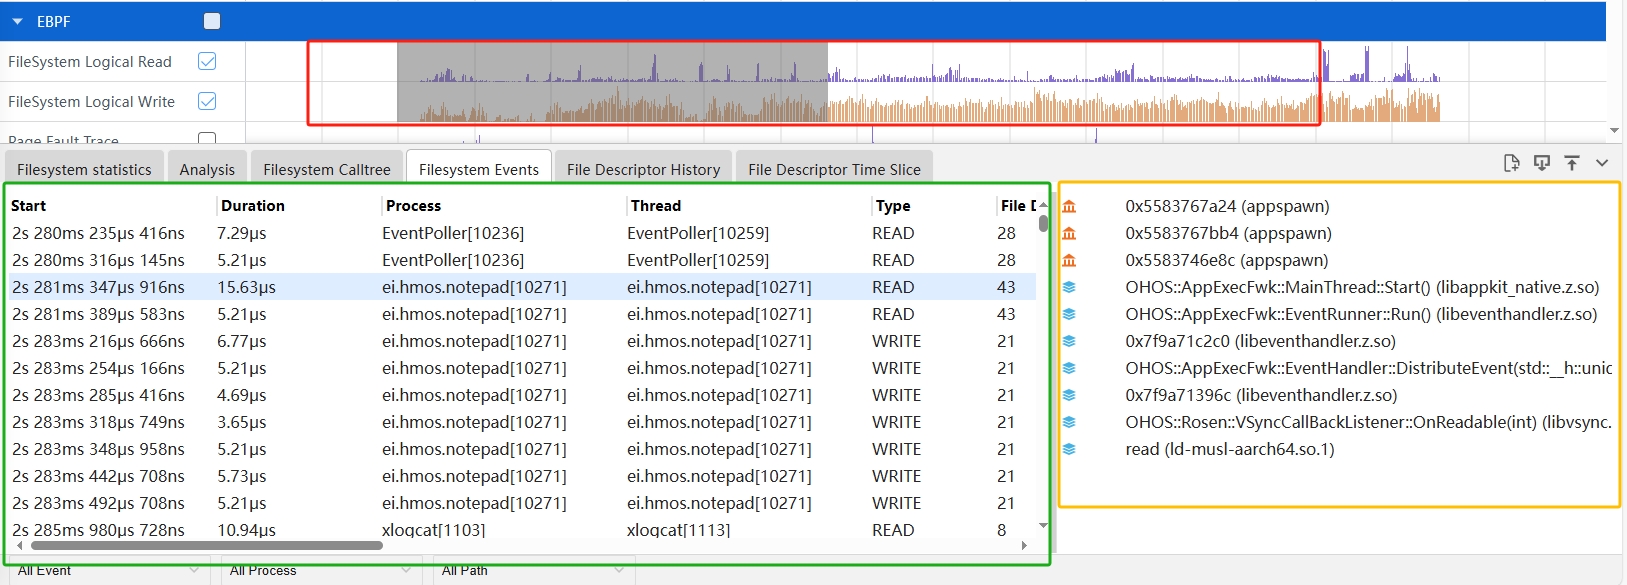 EBPF
FileSystem Logical Read
FileSystem Logical Write
Page Fault Trace
Filesystem statistics Analysis Filesystem Calltree Filesystem Events File Descriptor History File Descriptor Time Slice
Start Duration Process Thread Type File D
2s 280ms 235μs 416ns 7.29μs EventPoller[10236] EventPoller[10259] READ 28
2s 280ms 316μs 145ns 5.21μs EventPoller[10236] EventPoller[10259] READ 28
2s 281ms 347μs 916ns 15.63μs ei.hmos.notepad[10271] ei.hmos.notepad[10271] READ 43
2s 281ms 389μs 583ns 5.21μs ei.hmos.notepad[10271] ei.hmos.notepad[10271] READ 43
2s 283ms 216μs 666ns 6.77μs ei.hmos.notepad[10271] ei.hmos.notepad[10271] WRITE 21
2s 283ms 254μs 166ns 5.21μs ei.hmos.notepad[10271] ei.hmos.notepad[10271] WRITE 21
2s 283ms 285μs 416ns 4.69μs ei.hmos.notepad[10271] ei.hmos.notepad[10271] WRITE 21
2s 283ms 318μs 749ns 3.65μs ei.hmos.notepad[10271] ei.hmos.notepad[10271] WRITE 21
2s 283ms 348μs 958ns 5.21μs ei.hmos.notepad[10271] ei.hmos.notepad[10271] WRITE 21
2s 283ms 442μs 708ns 5.73μs ei.hmos.notepad[10271] ei.hmos.notepad[10271] WRITE 21
2s 283ms 492μs 708ns 5.21μs ei.hmos.notepad[10271] ei.hmos.notepad[10271] WRITE 21
2s 285ms 980μs 728ns 10.94μs xlogcat[1103] xlogcat[1113] READ 8
0x5583767a24 (appspawn)
0x5583767bb4 (appspawn)
0x5583746e8c (appspawn)
OHOS::AppExecFwk::MainThread::Start() (libappkit_native.z.so)
OHOS::AppExecFwk::EventRunner::Run() (libeventhandler.z.so)
0x7f9a71c2c0 (libeventhandler.z.so)
OHOS::AppExecFwk::EventHandler::DistributeEvent(std::__h::unic
0x7f9a71396c (libeventhandler.z.so)
OHOS::Rosen::VSyncCallBackListener::OnReadable(int) (libvsync.
read (ld-musl-aarch64.so.1)
All Event All Process All Path